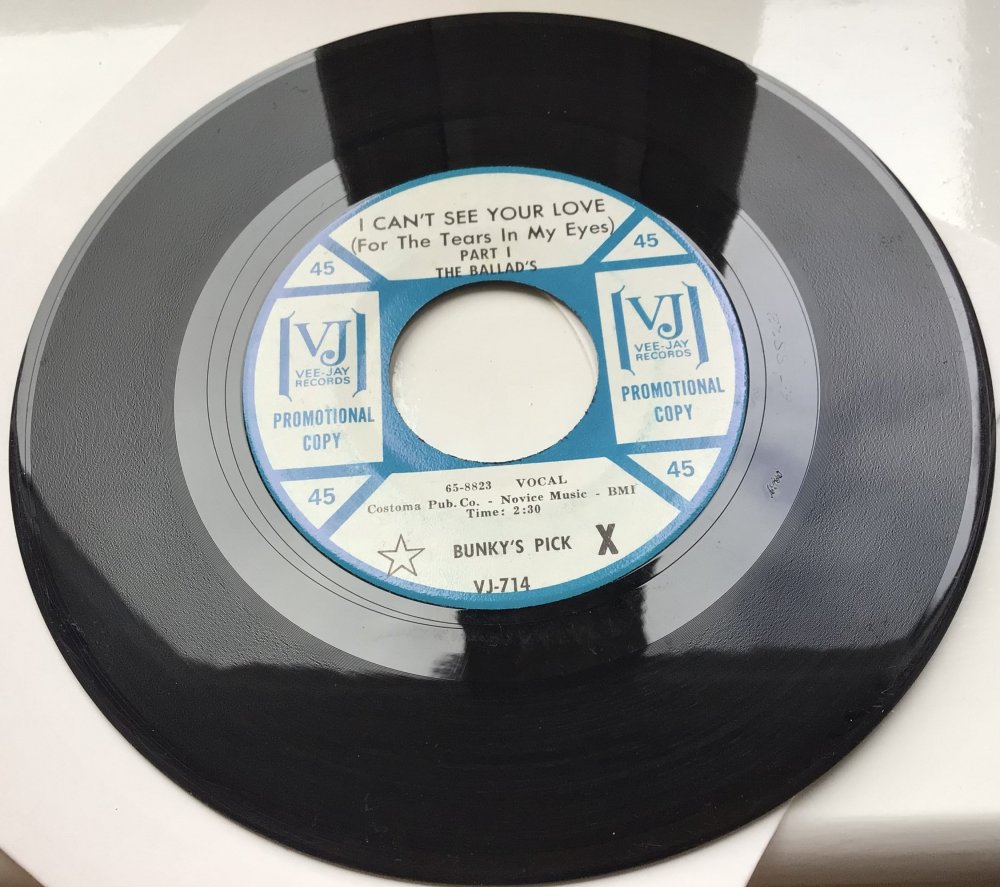 I CAN'T SEE YOUR LOVE
(For The Tears In My Eyes)
PART I
THE BALLAD'S
45
45
VJ
VEE-JAY
RECORDS
PROMOTIONAL
COPY
VJ
VEE-JAY
RECORDS
PROMOTIONAL
COPY
45
45
65-8823 VOCAL
Costoma Pub. Co. - Novice Music - BMI
Time: 2:30
BUNKY'S PICK X
VJ-714